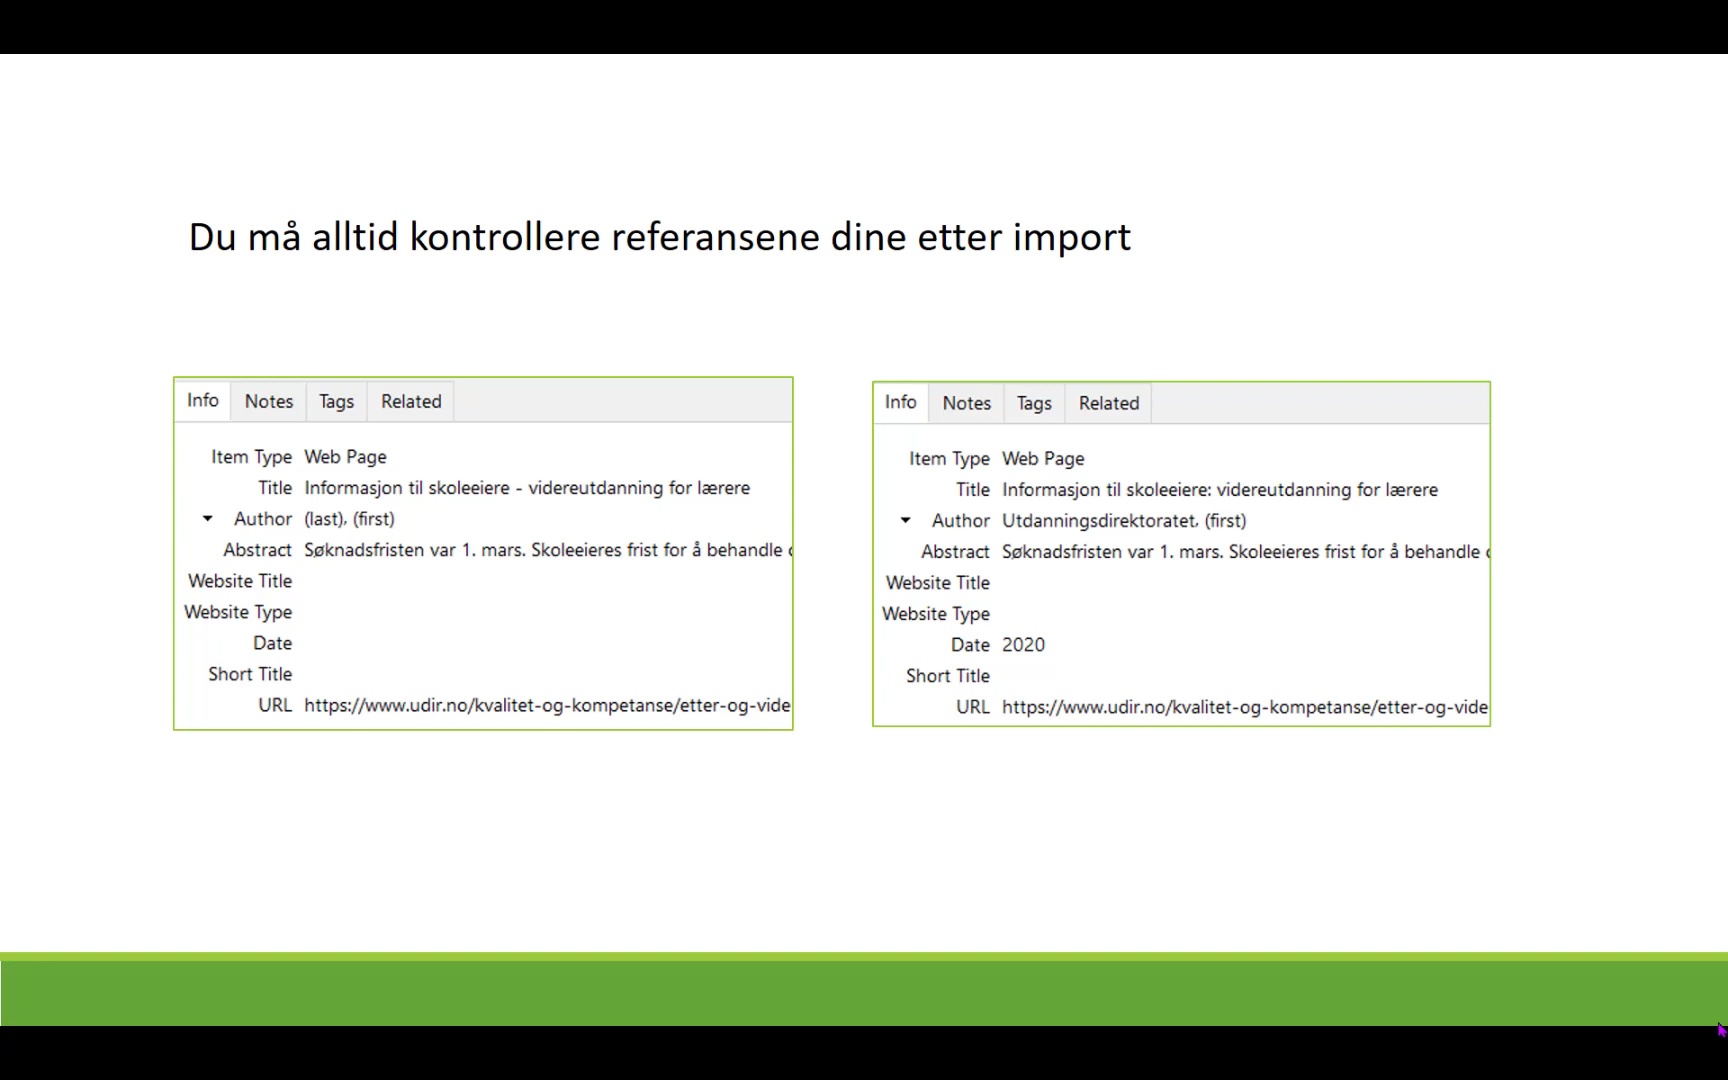 Du må alltid kontrollere referansene dine etter import
Info Notes Tags Related
Item Type Web Page
Title Informasjon til skoleeiere - videreutdanning for lærere
Author (last), (first)
Abstract Søknadsfristen var 1. mars. Skoleeieres frist for å behandle
Website Title
Website Type
Date
Short Title
URL https://www.udir.no/kvalitet-og-kompetanse/etter-og-vide
Info Notes Tags Related
Item Type Web Page
Title Informasjon til skoleeiere: videreutdanning for lærere
Author Utdanningsdirektoratet, (first)
Abstract Søknadsfristen var 1. mars. Skoleeieres frist for å behandle
Website Title
Website Type
Date 2020
Short Title
URL https://www.udir.no/kvalitet-og-kompetanse/etter-og-vide